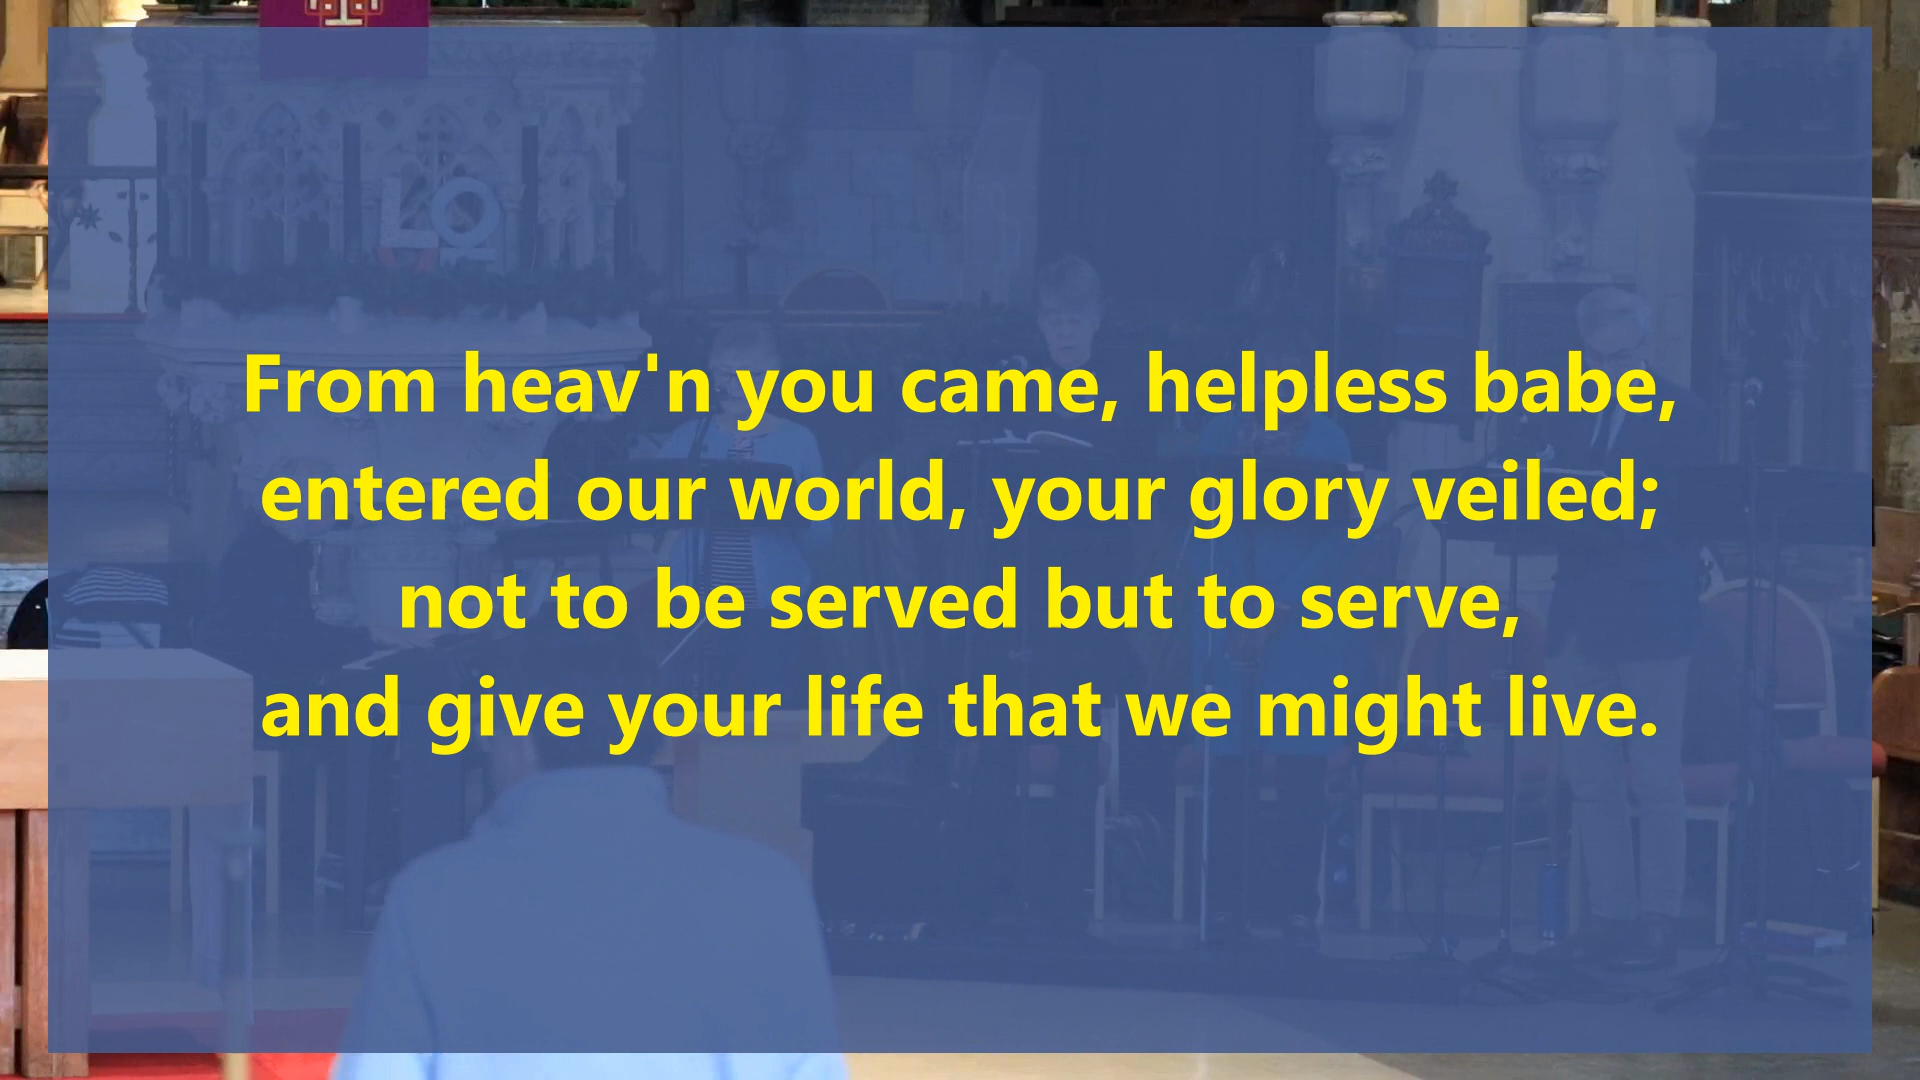 LO
From heav'n you came, helpless babe,
entered our world, your glory veiled;
not to be served but to serve,
and give your life that we might live.